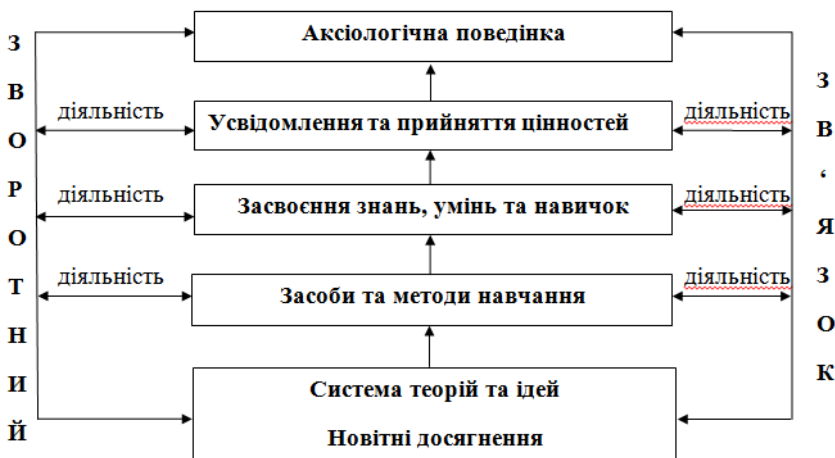 Аксіологічна поведінка
діяльність
Усвідомлення та прийняття цінностей
діяльність
діяльність
Засвоєння знань, умінь та навичок
діяльність
діяльність
Засоби та методи навчання
діяльність
Система теорій та ідей
Новітні досягнення
З
В
О
Р
О
Т
Н
И
Й
З
В
‘
Я
З
О
К